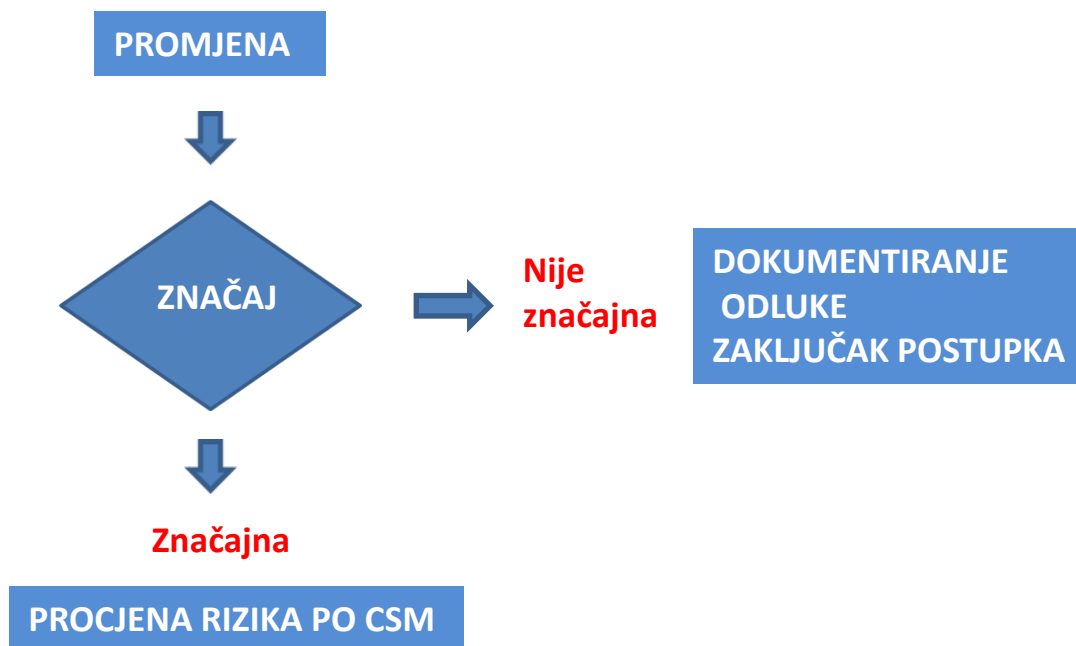 PROMJENA
ZNAČAJ
Nije
značajna
DOKUMENTIRANJE
ODLUKE
ZAKLJUČAK POSTUPKA
Značajna
PROCJENA RIZIKA PO CSM